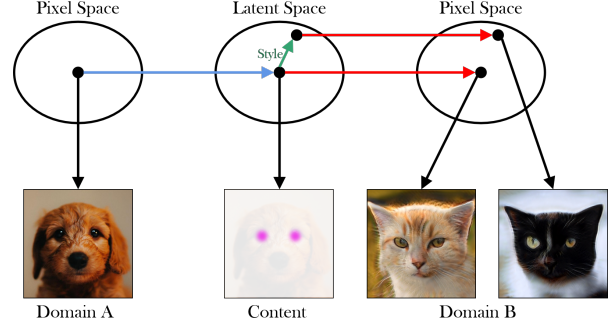 Pixel Space
Latent Space
Pixel Space
Style
Domain A
Content
Domain B